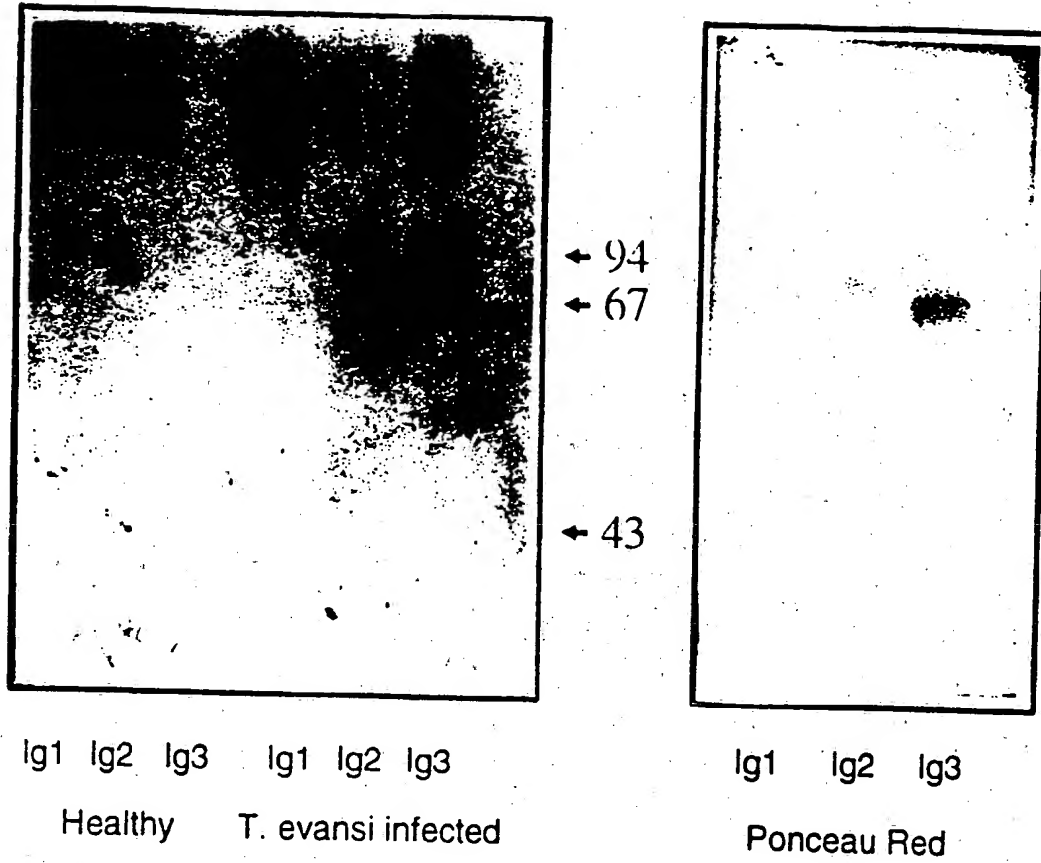 ← 94
← 67
← 43
Ig1 Ig2 Ig3 Ig1 Ig2 Ig3
Healthy T. evansi infected
Ig1 Ig2 Ig3
Ponceau Red